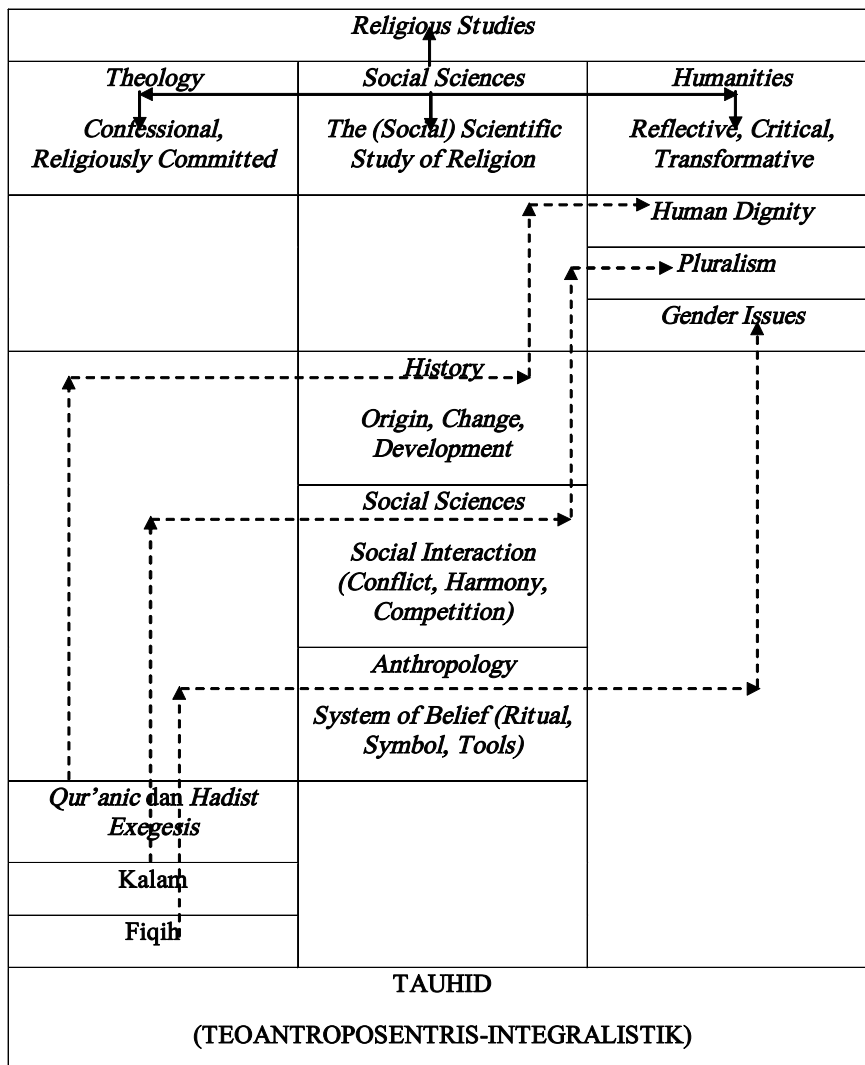 Religious Studies
Theology
Social Sciences
Humanities
Confessional,
Religiously Committed
The (Social) Scientific
Study of Religion
Reflective, Critical,
Transformative
Human Dignity
Pluralism
Gender Issues
History
Origin, Change,
Development
Social Sciences
Social Interaction
(Conflict, Harmony,
Competition)
Anthropology
System of Belief (Ritual,
Symbol, Tools)
Qur’anic dan Hadist
Exegesis
Kalam
Fiqih
TAUHID
(TEOANTROPOSENTRIS-INTEGRALISTIK)